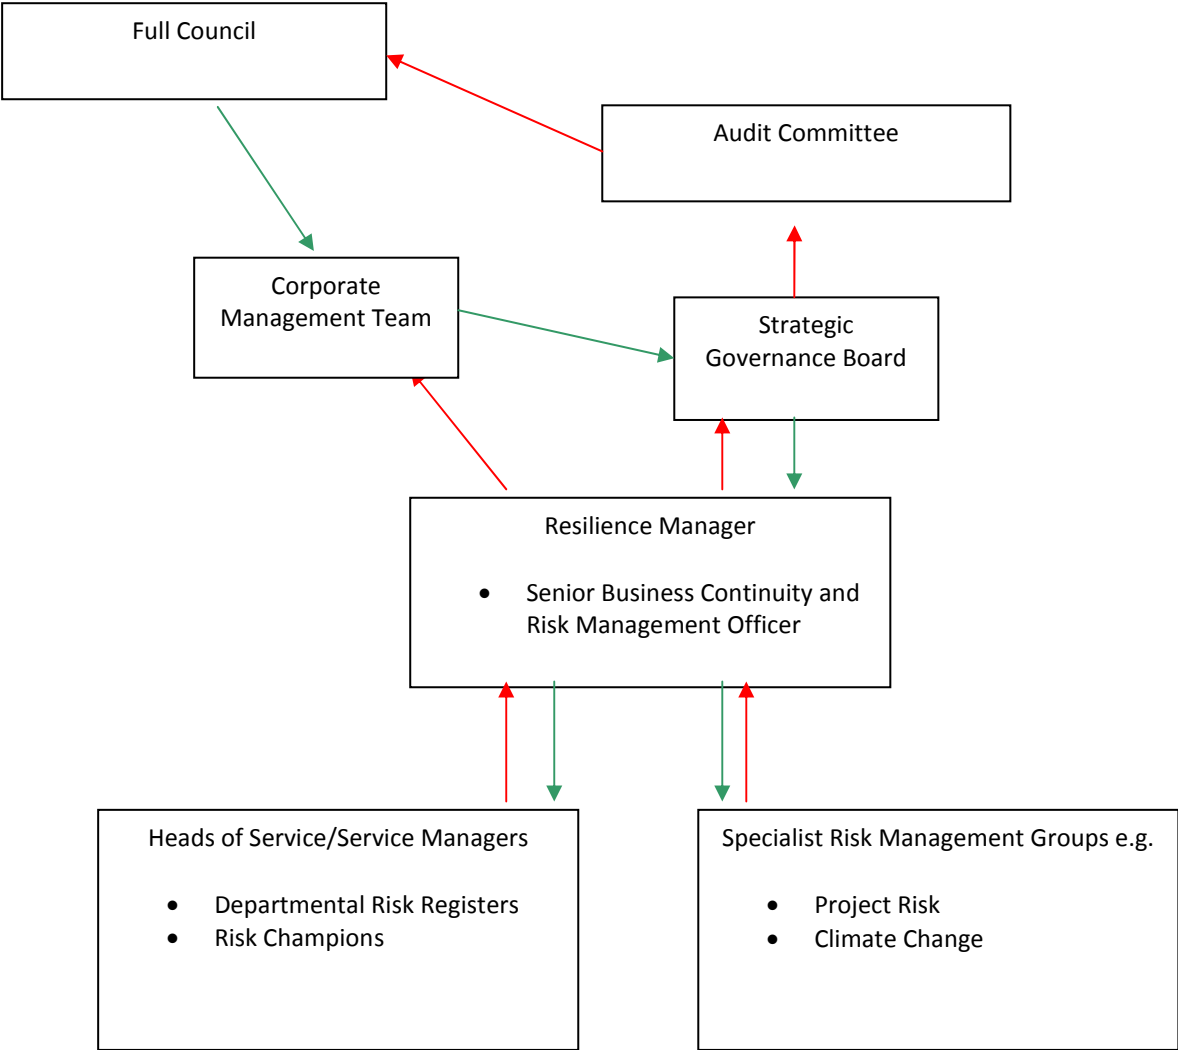 Full Council
Audit Committee
Corporate
Management Team
Strategic
Governance Board
Resilience Manager
• Senior Business Continuity and
Risk Management Officer
Heads of Service/Service Managers
• Departmental Risk Registers
• Risk Champions
Specialist Risk Management Groups e.g.
• Project Risk
• Climate Change